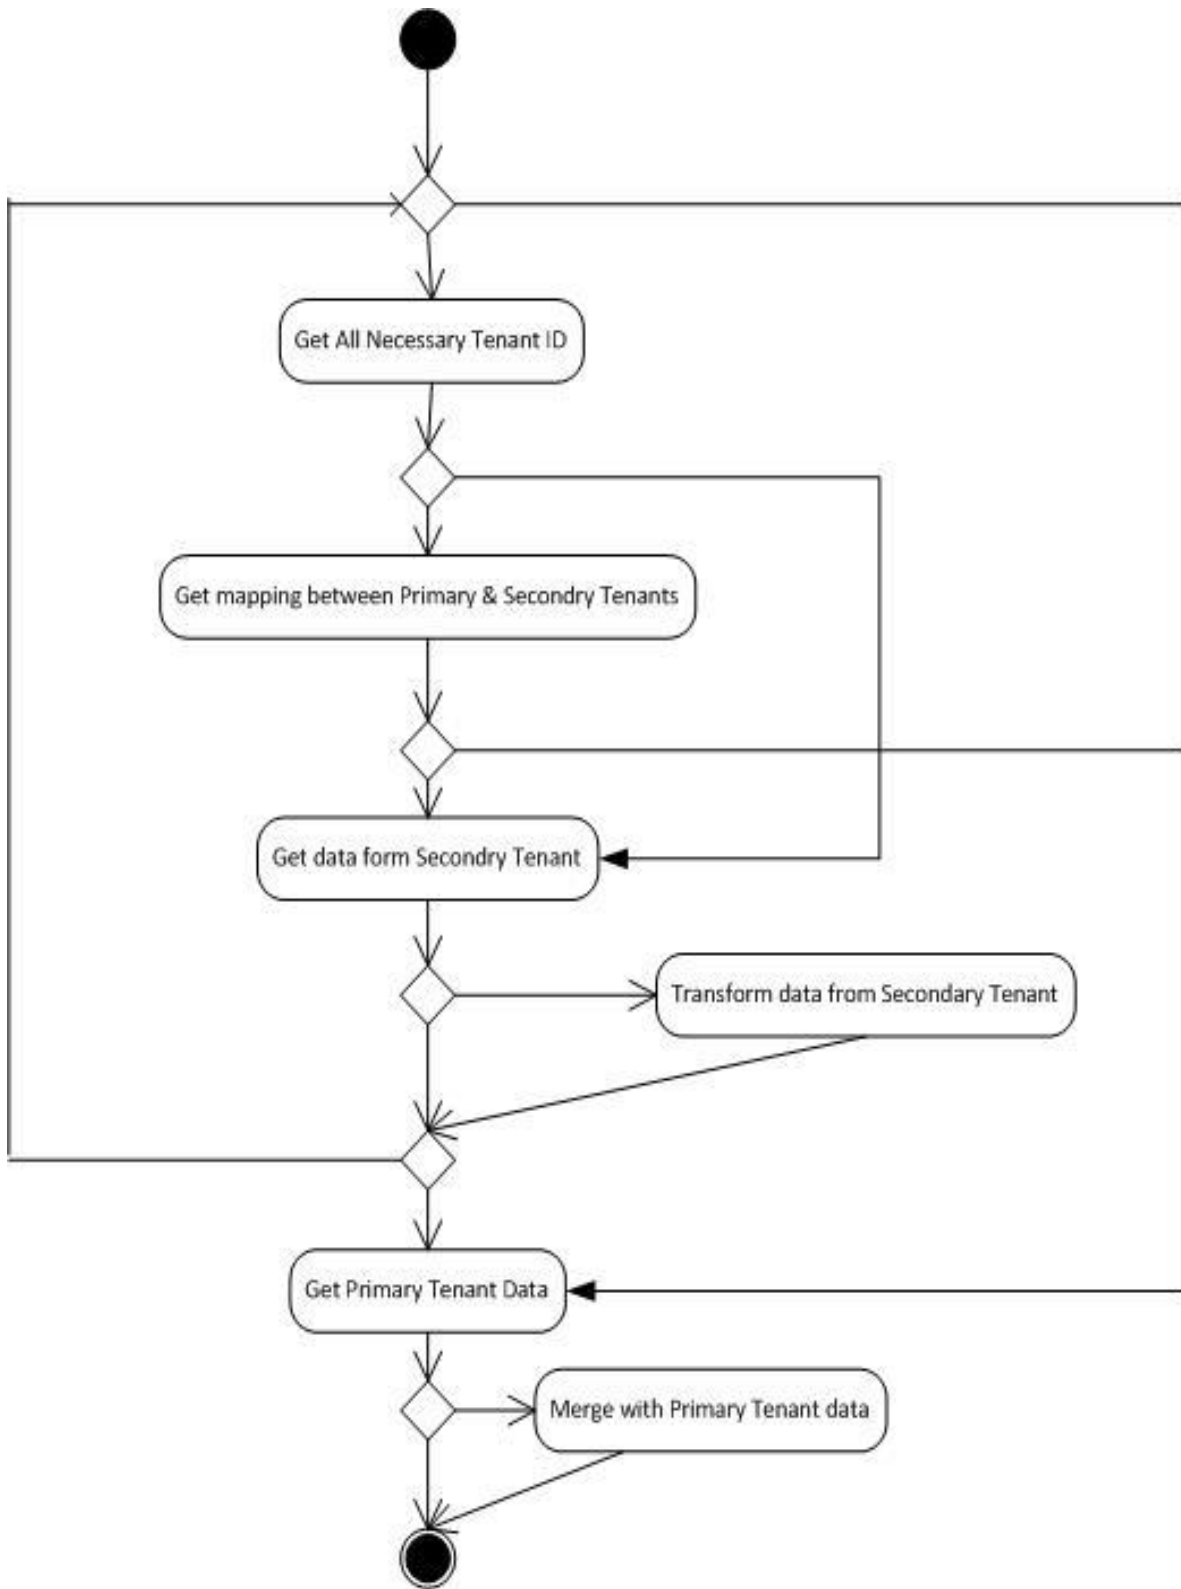 Get All Necessary Tenant ID
Get mapping between Primary & Secondry Tenants
Get data form Secondry Tenant
Transform data from Secondary Tenant
Get Primary Tenant Data
Merge with Primary Tenant data